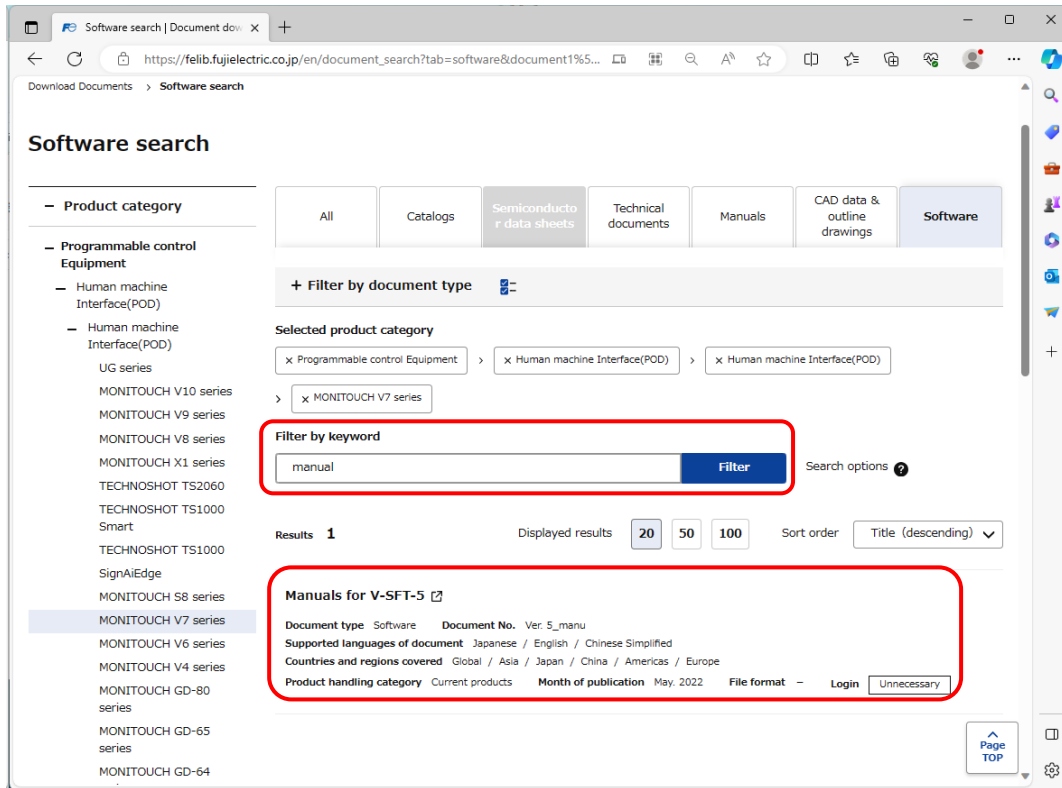 Software search | Document dow
https://felib.fujielectric.co.jp/en/document_search?tab=software&document1%5...
Download Documents > Software search
Software search
− Product category
− Programmable control
Equipment
− Human machine
Interface(POD)
− Human machine
Interface(POD)
UG series
MONITOUCH V10 series
MONITOUCH V9 series
MONITOUCH V8 series
MONITOUCH X1 series
TECHNOSHOT TS2060
TECHNOSHOT TS1000
Smart
TECHNOSHOT TS1000
SignAiEdge
MONITOUCH S8 series
MONITOUCH V7 series
MONITOUCH V6 series
MONITOUCH V4 series
MONITOUCH GD-80
series
MONITOUCH GD-65
series
MONITOUCH GD-64
All
Catalogs
Semiconducto
r data sheets
Technical
documents
Manuals
CAD data &
outline
drawings
Software
+ Filter by document type
Selected product category
× Programmable control Equipment > × Human machine Interface(POD) > × Human machine Interface(POD)
> × MONITOUCH V7 series
Filter by keyword
manual Filter Search options ?
Results 1 Displayed results 20 50 100 Sort order Title (descending)
Manuals for V-SFT-5
Document type Software Document No. Ver. 5_manu
Supported languages of document Japanese / English / Chinese Simplified
Countries and regions covered Global / Asia / Japan / China / Americas / Europe
Product handling category Current products Month of publication May. 2022 File format − Login Unnecessary
Page
TOP